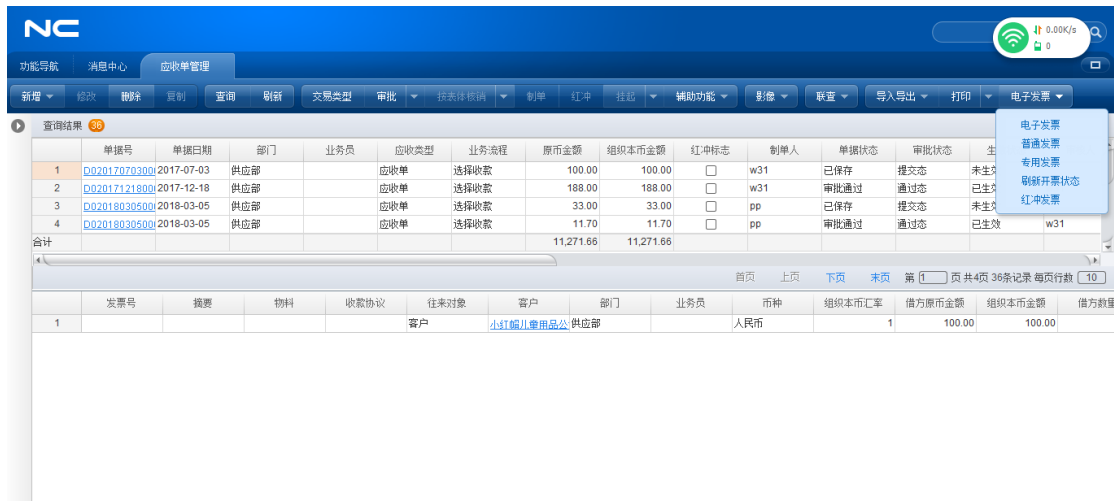 NC
0.00K/s
0
功能导航 消息中心 应收单管理
新增 修改 删除 复制 查询 刷新 交易类型 审批 按表体核销 制单 红冲 挂起 辅助功能 影像 联查 导入导出 打印 电子发票
查询结果 36
电子发票
普通发票
专用发票
刷新开票状态
红冲发票
单据号 单据日期 部门 业务员 应收类型 业务流程 原币金额 组织本币金额 红冲标志 制单人 单据状态 审批状态
1 D02017070300 2017-07-03 供应部 应收单 选择收款 100.00 100.00 w31 已保存 提交态 未生效
2 D02017121800 2017-12-18 供应部 应收单 选择收款 188.00 188.00 w31 审批通过 通过态 已生效
3 D02018030500 2018-03-05 供应部 应收单 选择收款 33.00 33.00 pp 已保存 提交态 未生效
4 D02018030500 2018-03-05 供应部 应收单 选择收款 11.70 11.70 pp 审批通过 通过态 已生效 w31
合计 11,271.66 11,271.66
首页 上页 下页 末页 第 1 页 共4页 36条记录 每页行数 10
发票号 摘要 物料 收款协议 往来对象 客户 部门 业务员 币种 组织本币汇率 借方原币金额 组织本币金额 借方数量
1 客户 小红帽儿童用品公 供应部 人民币 1 100.00 100.00